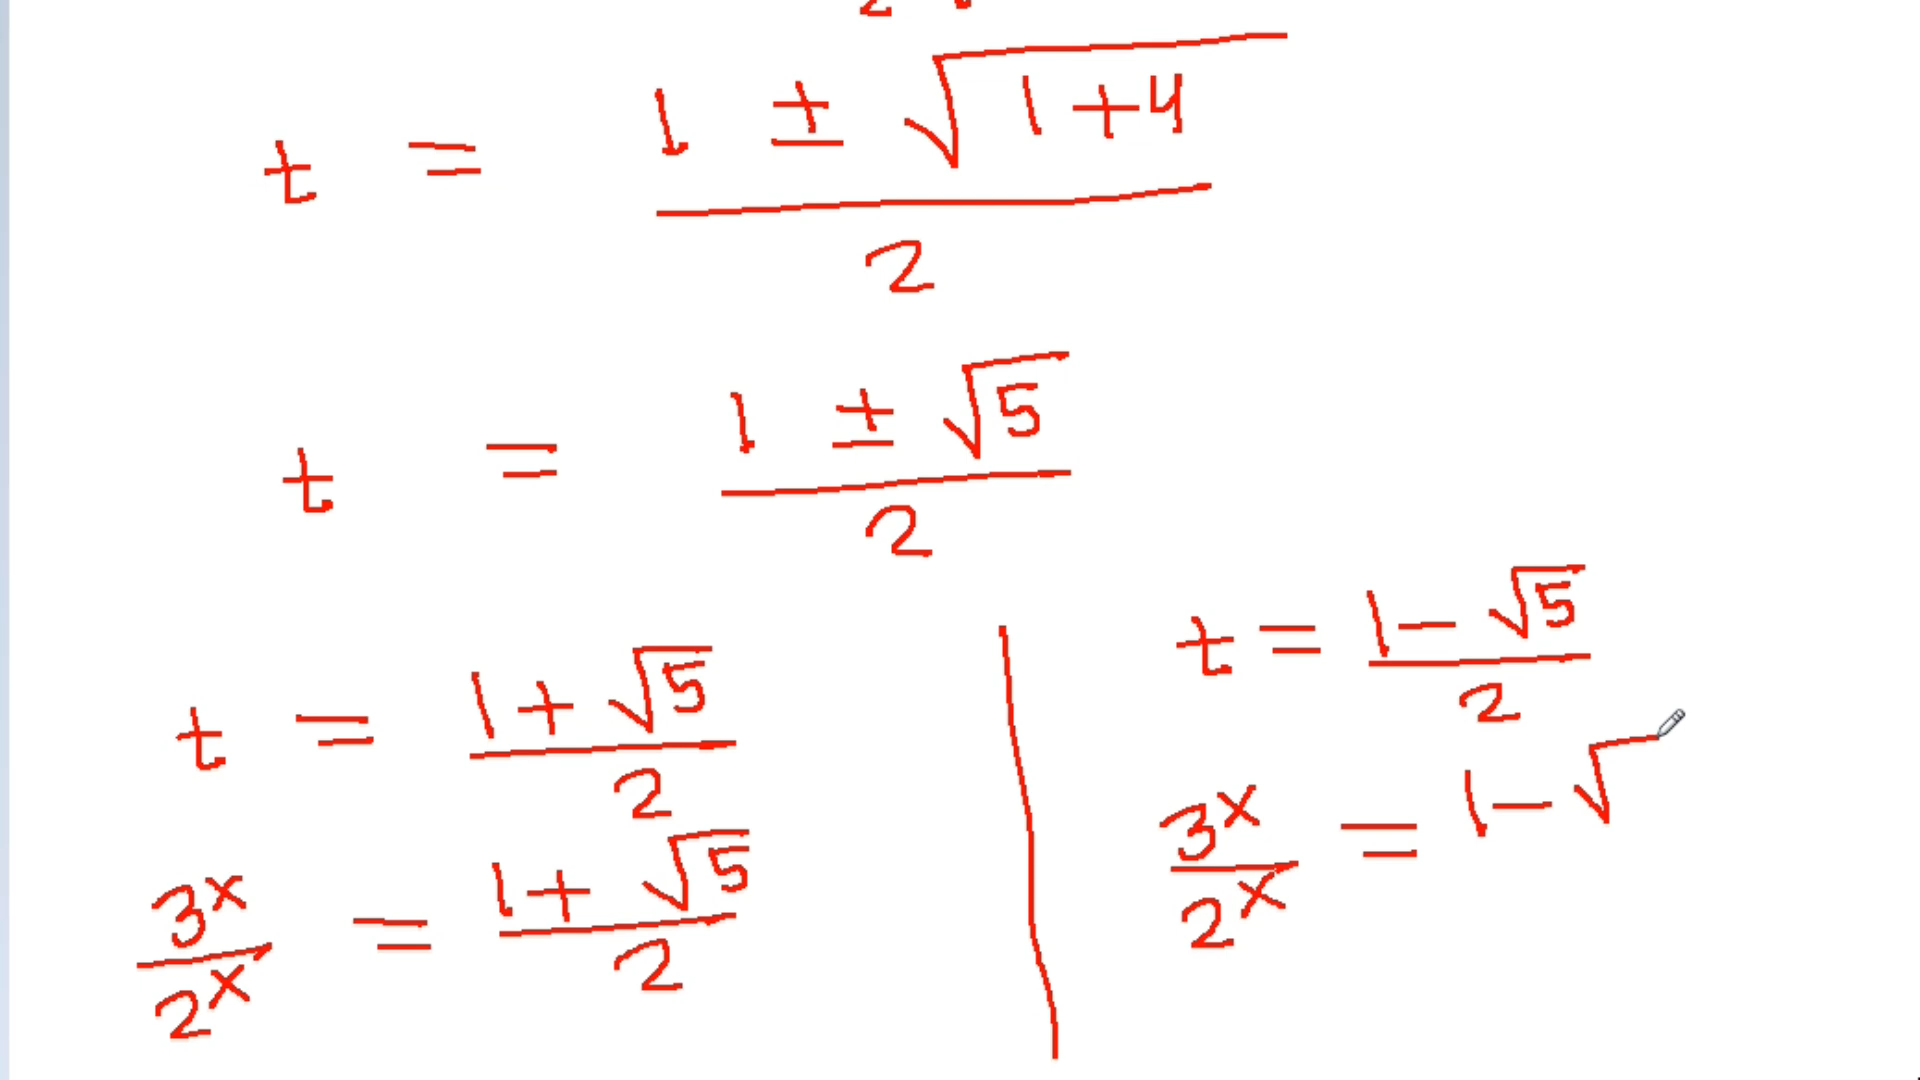 t = (1 ± √(1+4))/2
t = (1 ± √5)/2
t = (1 + √5)/2
3^x/2^x = (1 + √5)/2
t = (1 − √5)/2
3^x/2^x = 1 − √